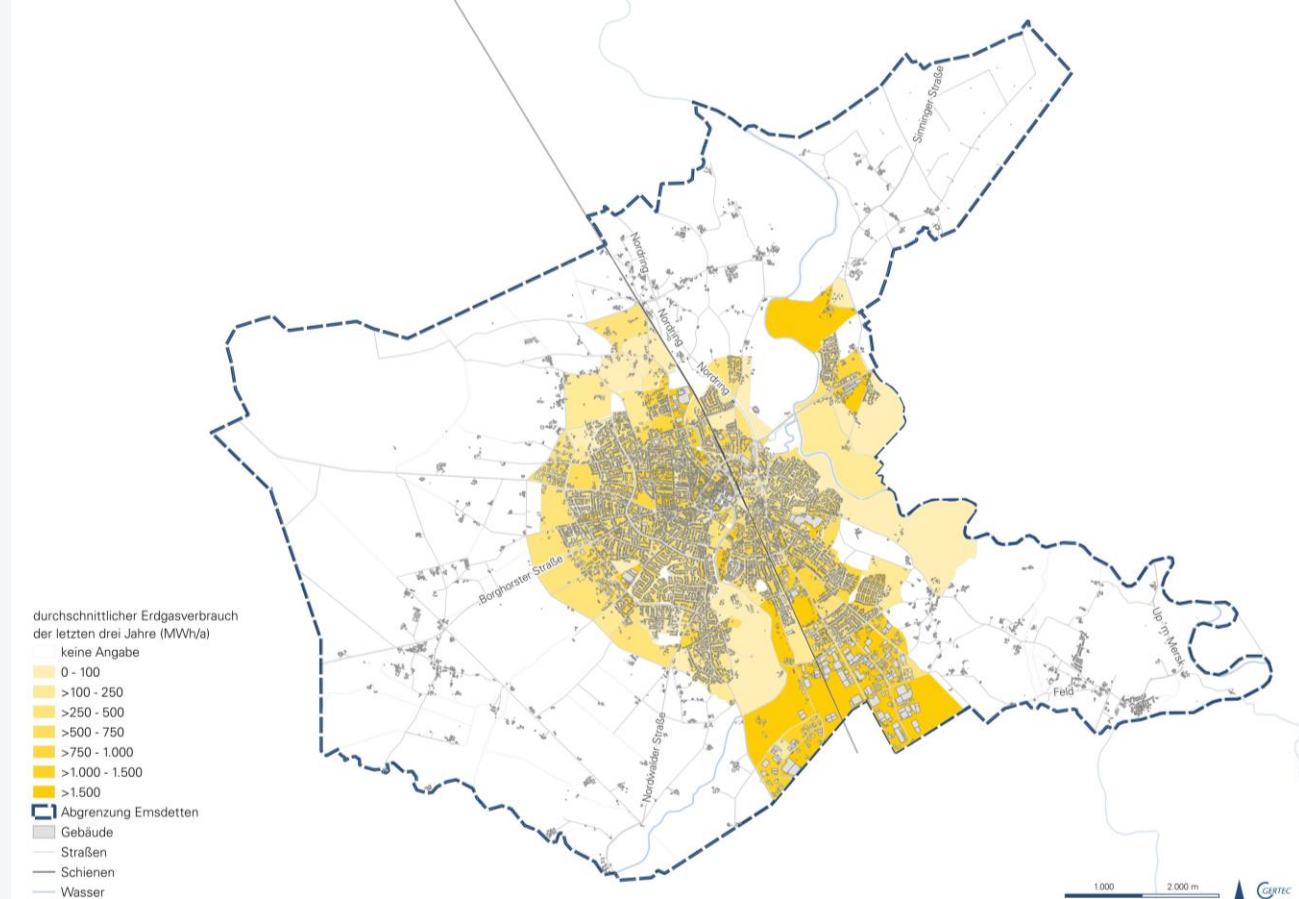 Sinninger Straße
Nordring
Nordring
Nordring
Borghorster Straße
Up 'm Mersk
Feld
Nordwalder Straße
durchschnittlicher Erdgasverbrauch
der letzten drei Jahre (MWh/a)
keine Angabe
0 - 100
>100 - 250
>250 - 500
>500 - 750
>750 - 1.000
>1.000 - 1.500
>1.500
Abgrenzung Emsdetten
Gebäude
Straßen
Schienen
Wasser
1.000 2.000 m
GERTEC